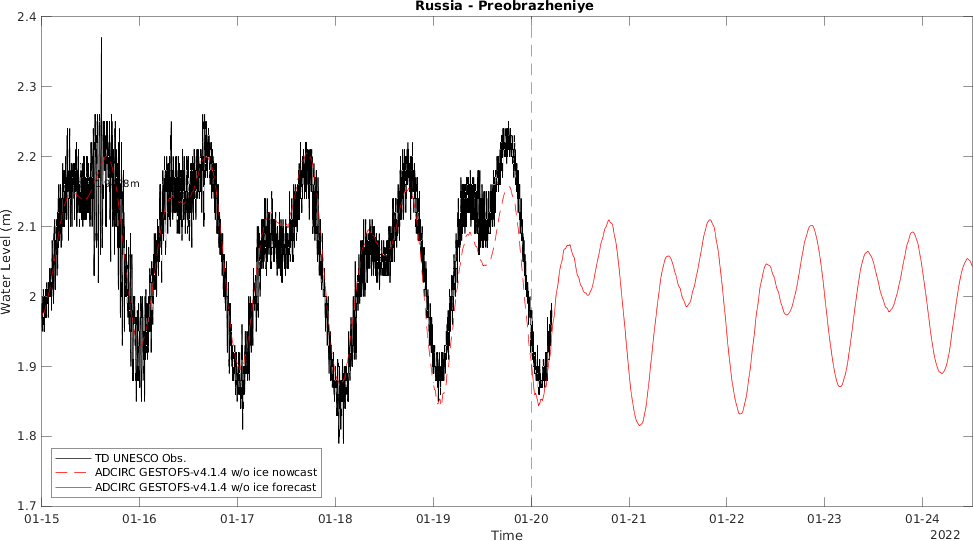 Russia - Preobrazheniye
2.4
2.3
2.2
2.1
2
1.9
1.8
1.7
Water Level (m)
8m
TD UNESCO Obs.
ADCIRC GESTOFS-v4.1.4 w/o ice nowcast
ADCIRC GESTOFS-v4.1.4 w/o ice forecast
01-15 01-16 01-17 01-18 01-19 01-20 01-21 01-22 01-23 01-24
Time
2022